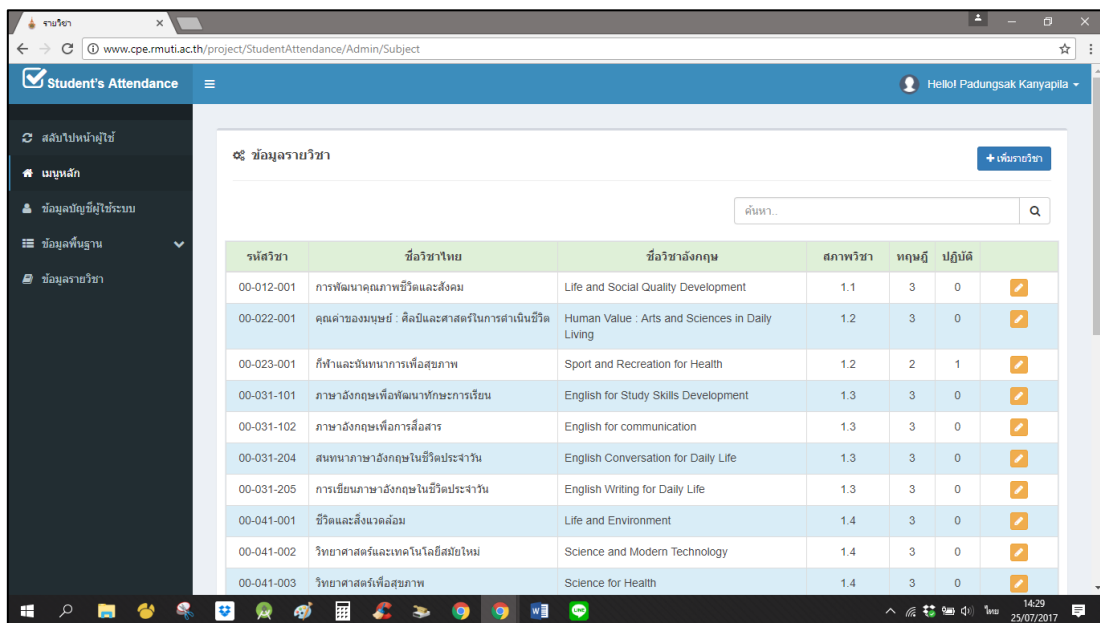 รายวิชา
www.cpe.rmuti.ac.th/project/StudentAttendance/Admin/Subject
Student's Attendance
Hello! Padungsak Kanyapila
สลับไปหน้าผู้ใช้
เมนูหลัก
ข้อมูลบัญชีผู้ใช้ระบบ
ข้อมูลพื้นฐาน
ข้อมูลรายวิชา
ข้อมูลรายวิชา
เพิ่มรายวิชา
ค้นหา..
รหัสวิชา ชื่อวิชาไทย ชื่อวิชาอังกฤษ สภาพวิชา ทฤษฎี ปฏิบัติ
00-012-001 การพัฒนาคุณภาพชีวิตและสังคม Life and Social Quality Development 1.1 3 0
00-022-001 คุณค่าของมนุษย์ : ศิลป์และศาสตร์ในการดำเนินชีวิต Human Value : Arts and Sciences in Daily 1.2 3 0
Living
00-023-001 กีฬาและนันทนาการเพื่อสุขภาพ Sport and Recreation for Health 1.2 2 1
00-031-101 ภาษาอังกฤษเพื่อพัฒนาทักษะการเรียน English for Study Skills Development 1.3 3 0
00-031-102 ภาษาอังกฤษเพื่อการสื่อสาร English for communication 1.3 3 0
00-031-204 สนทนาภาษาอังกฤษในชีวิตประจำวัน English Conversation for Daily Life 1.3 3 0
00-031-205 การเขียนภาษาอังกฤษในชีวิตประจำวัน English Writing for Daily Life 1.3 3 0
00-041-001 ชีวิตและสิ่งแวดล้อม Life and Environment 1.4 3 0
00-041-002 วิทยาศาสตร์และเทคโนโลยีสมัยใหม่ Science and Modern Technology 1.4 3 0
00-041-003 วิทยาศาสตร์เพื่อสุขภาพ Science for Health 1.4 3 0
LINE
ไทย
14:29
25/07/2017